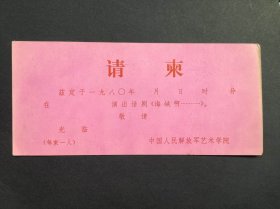 请柬
兹定于一九八〇年　月　日　时　分
在　　　演出话剧《海城啊………》。
敬请
光临
(每柬一人)　　中国人民解放军艺术学院